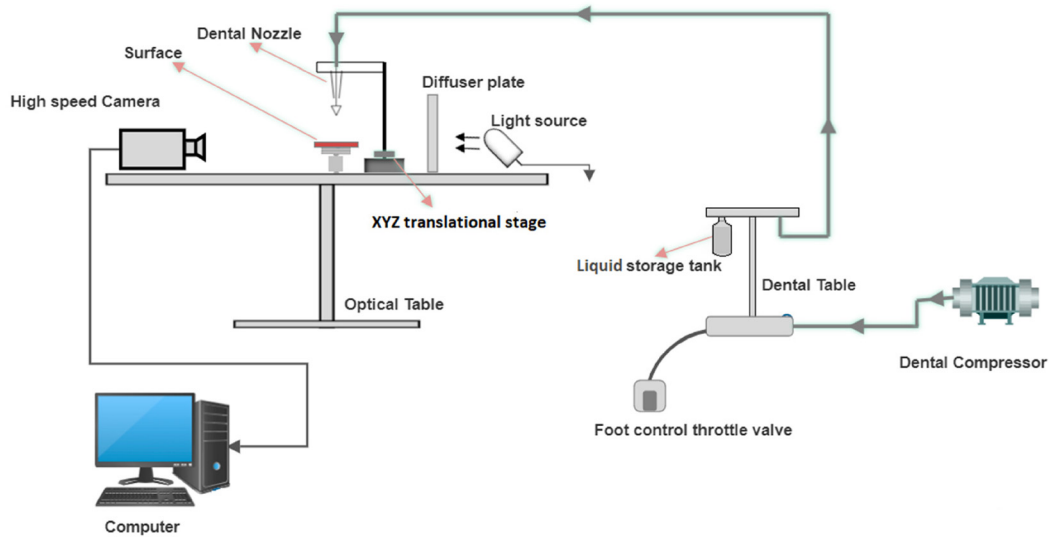 Dental Nozzle
Surface
Diffuser plate
High speed Camera
Light source
XYZ translational stage
Liquid storage tank
Dental Table
Optical Table
Dental Compressor
Foot control throttle valve
Computer